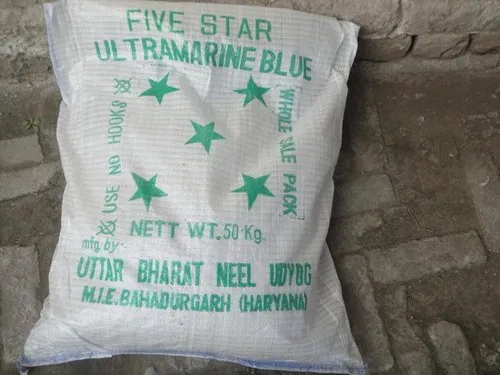 FIVE STAR
ULTRAMARINE BLUE
USE NO HOOKS
WHOLE SALE PACK
NETT WT. 50 Kg.
mfg. by:-
UTTAR BHARAT NEEL UDYOG
M.I.E. BAHADURGARH (HARYANA)